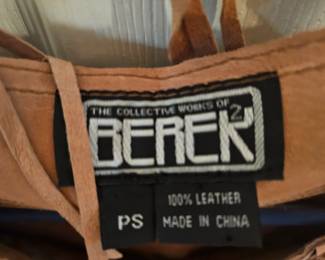 THE COLLECTIVE WORKS OF
BEREK 2
PS
100% LEATHER
MADE IN CHINA